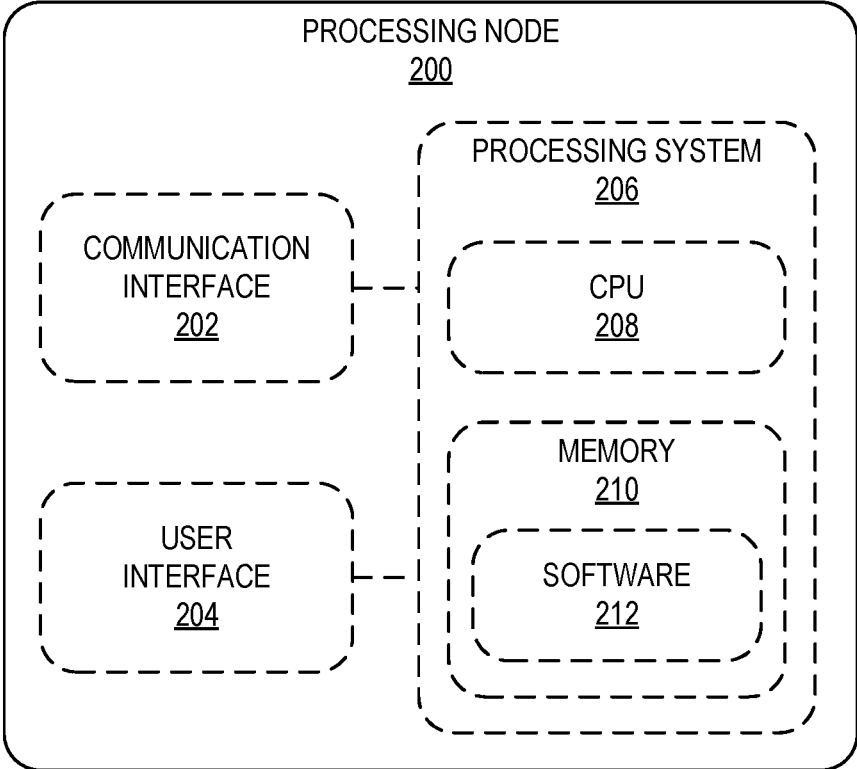 PROCESSING NODE
200
PROCESSING SYSTEM
206
COMMUNICATION
INTERFACE
202
CPU
208
MEMORY
210
USER
INTERFACE
204
SOFTWARE
212